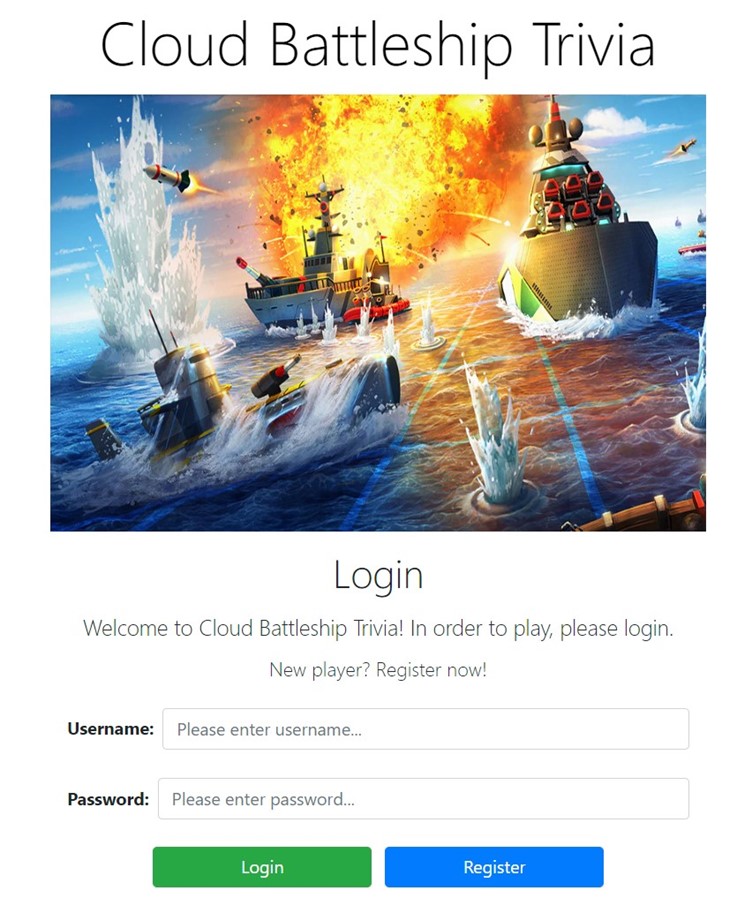 Cloud Battleship Trivia
Login
Welcome to Cloud Battleship Trivia! In order to play, please login.
New player? Register now!
Username: Please enter username...
Password: Please enter password...
Login Register